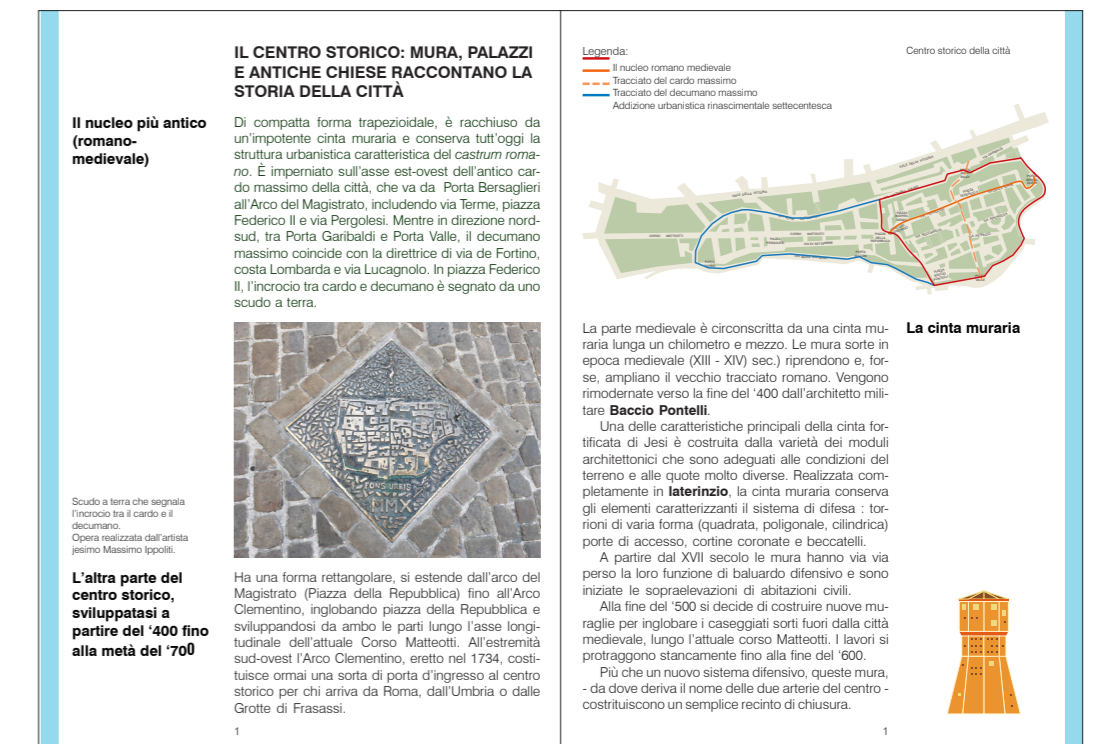 IL CENTRO STORICO: MURA, PALAZZI
E ANTICHE CHIESE RACCONTANO LA
STORIA DELLA CITTÀ
Il nucleo più antico
(romano-
medievale)
Di compatta forma trapezioidale, è racchiuso da
un'impotente cinta muraria e conserva tutt'oggi la
struttura urbanistica caratteristica del castrum roma-
no. È imperniato sull'asse est-ovest dell'antico car-
do massimo della città, che va da Porta Bersaglieri
all'Arco del Magistrato, includendo via Terme, piazza
Federico II e via Pergolesi. Mentre in direzione nord-
sud, tra Porta Garibaldi e Porta Valle, il decumano
massimo coincide con la direttrice di via de Fortino,
costa Lombarda e via Lucagnolo. In piazza Federico
II, l'incrocio tra cardo e decumano è segnato da uno
scudo a terra.
FONS URBIS
MMX
Scudo a terra che segnala
l'incrocio tra il cardo e il
decumano.
Opera realizzata dall'artista
jesimo Massimo Ippoliti.
L'altra parte del
centro storico,
sviluppatasi a
partire del '400 fino
alla metà del '700
Ha una forma rettangolare, si estende dall'arco del
Magistrato (Piazza della Repubblica) fino all'Arco
Clementino, inglobando piazza della Repubblica e
sviluppandosi da ambo le parti lungo l'asse longi-
tudinale dell'attuale Corso Matteotti. All'estremità
sud-ovest l'Arco Clementino, eretto nel 1734, costi-
tuisce ormai una sorta di porta d'ingresso al centro
storico per chi arriva da Roma, dall'Umbria o dalle
Grotte di Frasassi.
1
Legenda:
Il nucleo romano medievale
Tracciato del cardo massimo
Tracciato del decumano massimo
Addizione urbanistica rinascimentale settecentesca
Centro storico della città
CORSO MATTEOTTI
CORSO MATTEOTTI
La parte medievale è circonscritta da una cinta mu-
raria lunga un chilometro e mezzo. Le mura sorte in
epoca medievale (XIII - XIV) sec.) riprendono e, for-
se, ampliano il vecchio tracciato romano. Vengono
rimodernate verso la fine del '400 dall'architetto mili-
tare Baccio Pontelli.
Una delle caratteristiche principali della cinta for-
tificata di Jesi è costruita dalla varietà dei moduli
architettonici che sono adeguati alle condizioni del
terreno e alle quote molto diverse. Realizzata com-
pletamente in laterinzio, la cinta muraria conserva
gli elementi caratterizzanti il sistema di difesa : tor-
rioni di varia forma (quadrata, poligonale, cilindrica)
porte di accesso, cortine coronate e beccatelli.
A partire dal XVII secolo le mura hanno via via
perso la loro funzione di baluardo difensivo e sono
iniziate le sopraelevazioni di abitazioni civili.
Alla fine del '500 si decide di costruire nuove mu-
raglie per inglobare i caseggiati sorti fuori dalla città
medievale, lungo l'attuale corso Matteotti. I lavori si
protraggono stancamente fino alla fine del '600.
Più che un nuovo sistema difensivo, queste mura,
- da dove deriva il nome delle due arterie del centro -
costrituiscono un semplice recinto di chiusura.
La cinta muraria
1